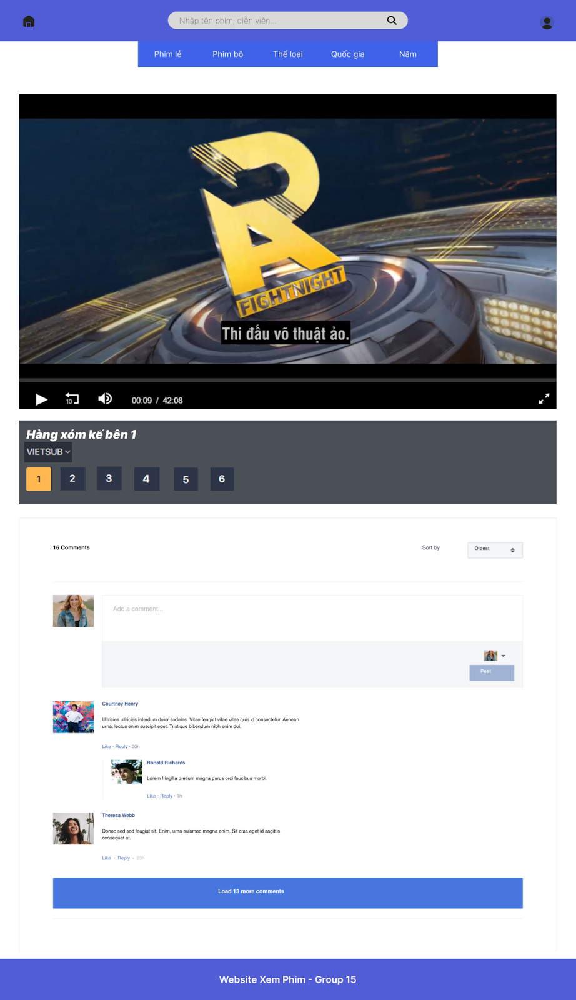 Nhập tên phim, diễn viên...
Phim lẻ Phim bộ Thể loại Quốc gia Năm
RA
FIGHTNIGHT
Thi đấu võ thuật ảo.
10 00:09 / 42:08
Hàng xóm kế bên 1
VIETSUB
1 2 3 4 5 6
16 Comments Sort by Oldest
Add a comment...
Post
Courtney Henry
Ultricies ultricies interdum dolor sodales. Vitae feugiat vitae vitae quis id consectetur. Aenean
urna, lectus enim suscipit eget. Tristique bibendum nibh enim dui.
Like · Reply · 20h
Ronald Richards
Lorem fringilla pretium magna purus orci faucibus morbi.
Like · Reply · 6h
Theresa Webb
Donec sed sed feugiat sit. Enim, urna euismod magna enim. Sit cras eget id sagittis
consequat at.
Like · Reply · 23h
Load 13 more comments
Website Xem Phim - Group 15